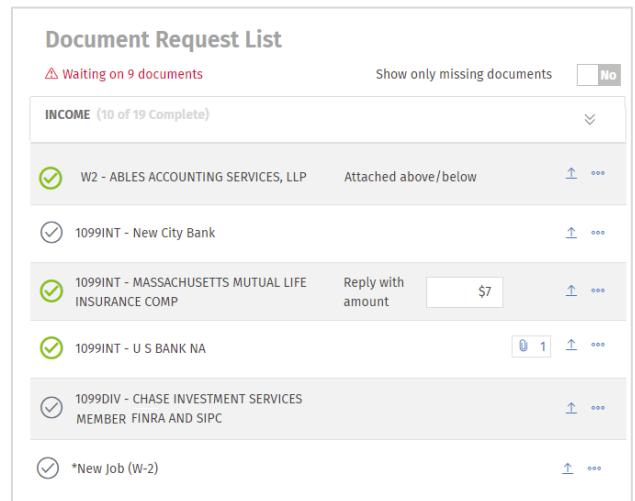 Document Request List
Waiting on 9 documents Show only missing documents No
INCOME (10 of 19 Complete)
W2 - ABLES ACCOUNTING SERVICES, LLP Attached above/below
1099INT - New City Bank
1099INT - MASSACHUSETTS MUTUAL LIFE
INSURANCE COMP
Reply with
amount
$7
1099INT - U S BANK NA 1
1099DIV - CHASE INVESTMENT SERVICES
MEMBER FINRA AND SIPC
*New Job (W-2)